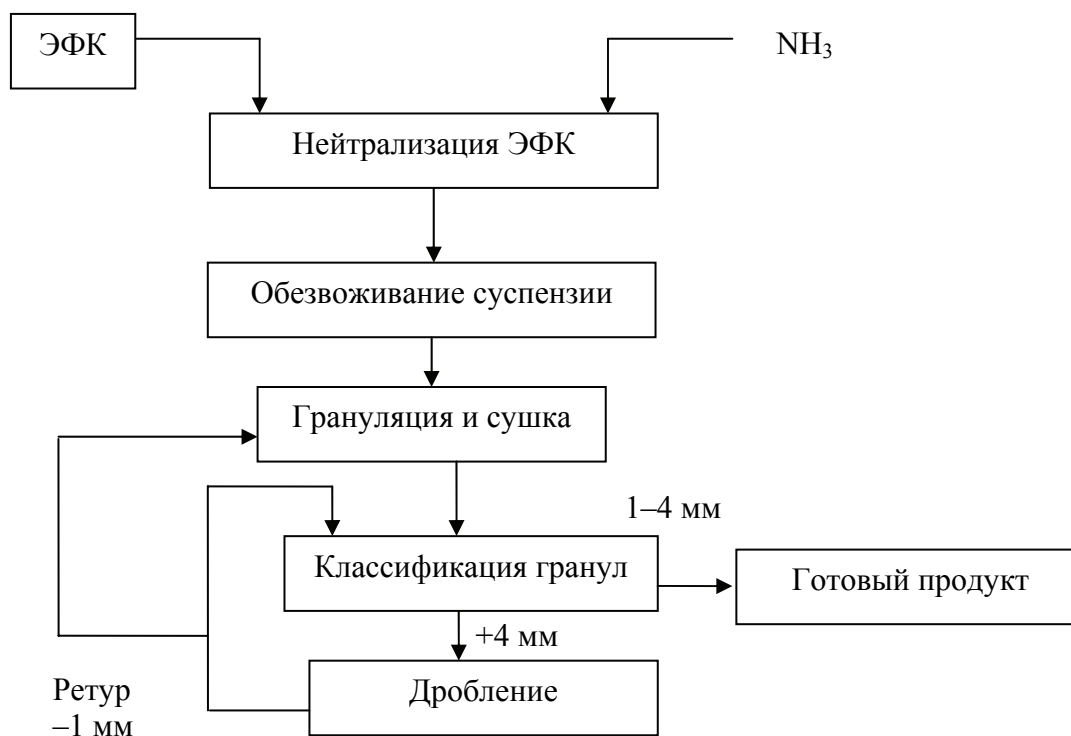 ЭФК
NH₃
Нейтрализация ЭФК
Обезвоживание суспензии
Грануляция и сушка
1–4 мм
Классификация гранул
Готовый продукт
+4 мм
Дробление
Ретур
–1 мм